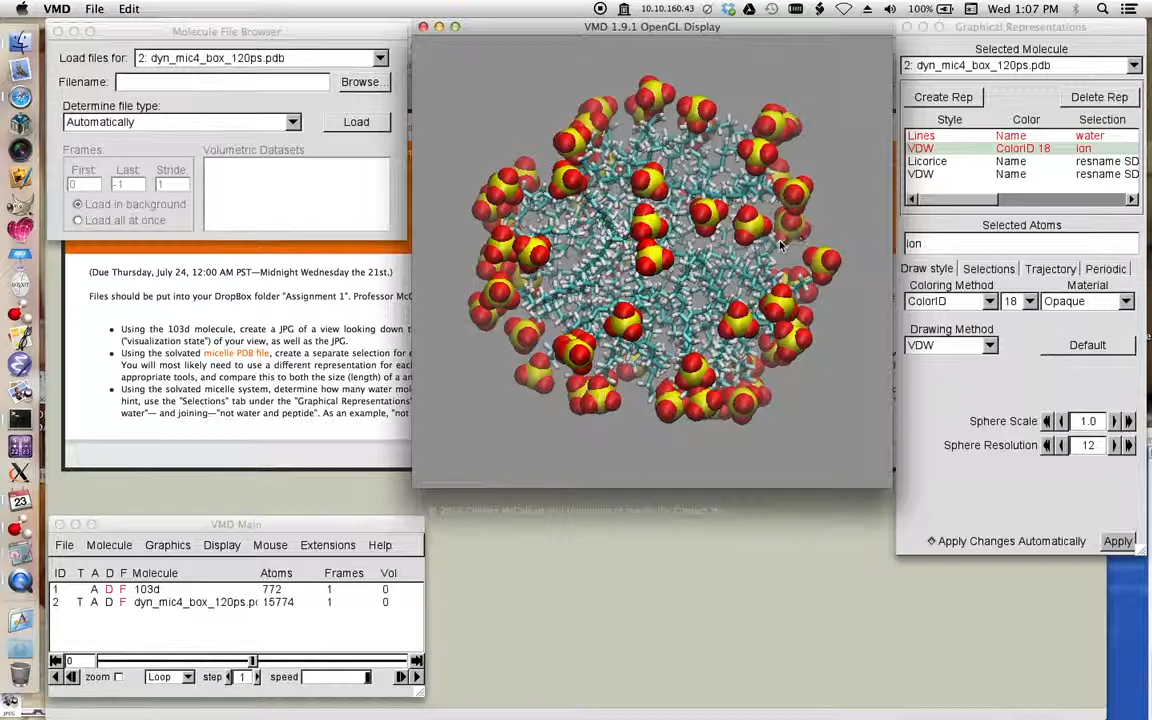 VMD File Edit
10.10.160.43
100%
Wed 1:07 PM
Molecule File Browser
Load files for: 2: dyn_mic4_box_120ps.pdb
Filename: Browse...
Determine file type:
Automatically
Load
Frames:
First: Last: Stride:
0 -1 1
Load in background
Load all at once
Volumetric Datasets
(Due Thursday, July 24, 12:00 AM PST—Midnight Wednesday the 21st.)
Files should be put into your DropBox folder "Assignment 1". Professor McC
Using the 103d molecule, create a JPG of a view looking down t
("visualization state") of your view, as well as the JPG.
Using the solvated micelle PDB file, create a separate selection for e
You will most likely need to use a different representation for each
appropriate tools, and compare this to both the size (length) of a an
Using the solvated micelle system, determine how many water mol
hint, use the "Selections" tab under the "Graphical Representations"
water"— and joining—"not water and peptide". As an example, "not
VMD Main
File Molecule Graphics Display Mouse Extensions Help
ID T A D F Molecule Atoms Frames Vol
1 A D F 103d 772 1 0
2 T A D F dyn_mic4_box_120ps.pc 15774 1 0
0
zoom Loop step 1 speed
VMD 1.9.1 OpenGL Display
Graphical Representations
Selected Molecule
2: dyn_mic4_box_120ps.pdb
Create Rep Delete Rep
Style Color Selection
Lines Name water
VDW ColorID 18 ion
Licorice Name resname SD
VDW Name resname SD
Selected Atoms
ion
Draw style Selections Trajectory Periodic
Coloring Method Material
ColorID 18 Opaque
Drawing Method
VDW Default
Sphere Scale 1.0
Sphere Resolution 12
Apply Changes Automatically Apply